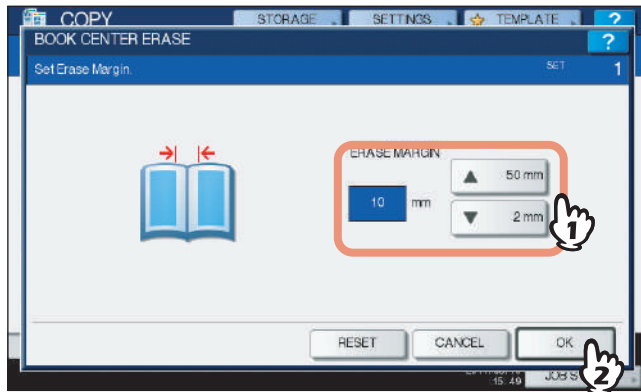 COPY STORAGE SETTINGS TEMPLATE ?
BOOK CENTER ERASE ?
Set Erase Margin. SET 1
ERASE MARGIN
50 mm
10 mm
2 mm
1
RESET CANCEL OK
2
15:49 JOB S